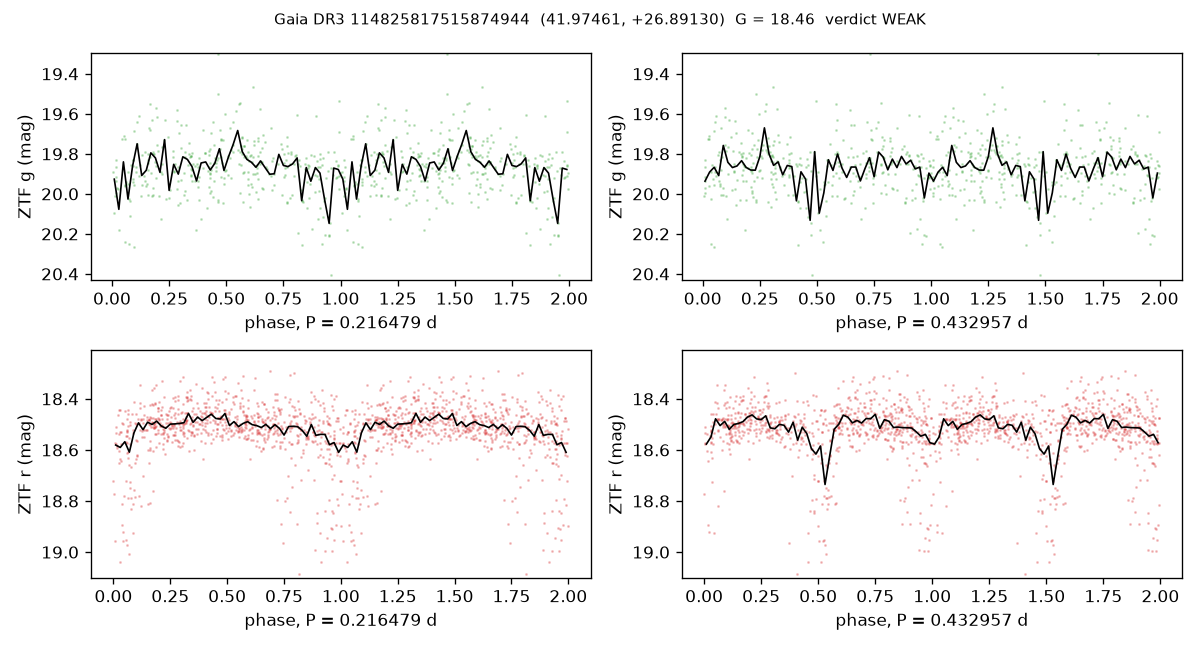 Gaia DR3 114825817515874944  (41.97461, +26.89130)  G = 18.46  verdict WEAK
ZTF g (mag)
19.4
19.6
19.8
20.0
20.2
20.4
0.00 0.25 0.50 0.75 1.00 1.25 1.50 1.75 2.00
phase, P = 0.216479 d
ZTF g (mag)
19.4
19.6
19.8
20.0
20.2
20.4
0.00 0.25 0.50 0.75 1.00 1.25 1.50 1.75 2.00
phase, P = 0.432957 d
ZTF r (mag)
18.4
18.6
18.8
19.0
0.00 0.25 0.50 0.75 1.00 1.25 1.50 1.75 2.00
phase, P = 0.216479 d
ZTF r (mag)
18.4
18.6
18.8
19.0
0.00 0.25 0.50 0.75 1.00 1.25 1.50 1.75 2.00
phase, P = 0.432957 d